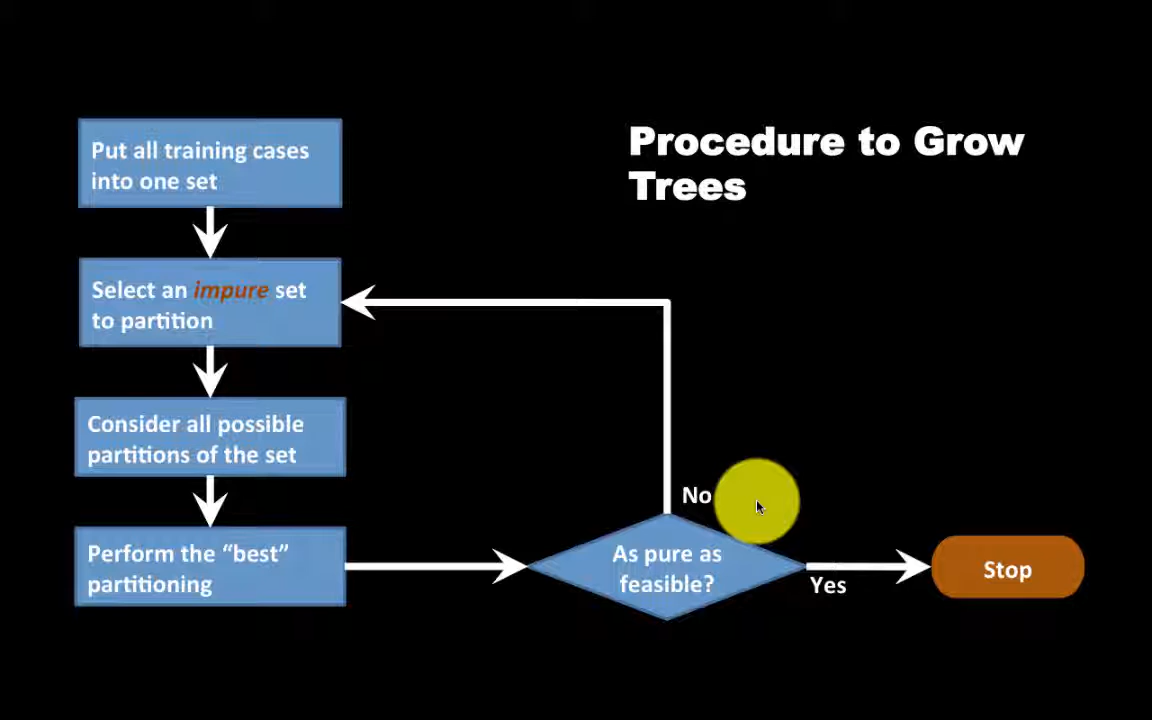 Procedure to Grow
Trees
Put all training cases
into one set
Select an impure set
to partition
Consider all possible
partitions of the set
Perform the “best”
partitioning
As pure as
feasible?
No
Yes
Stop